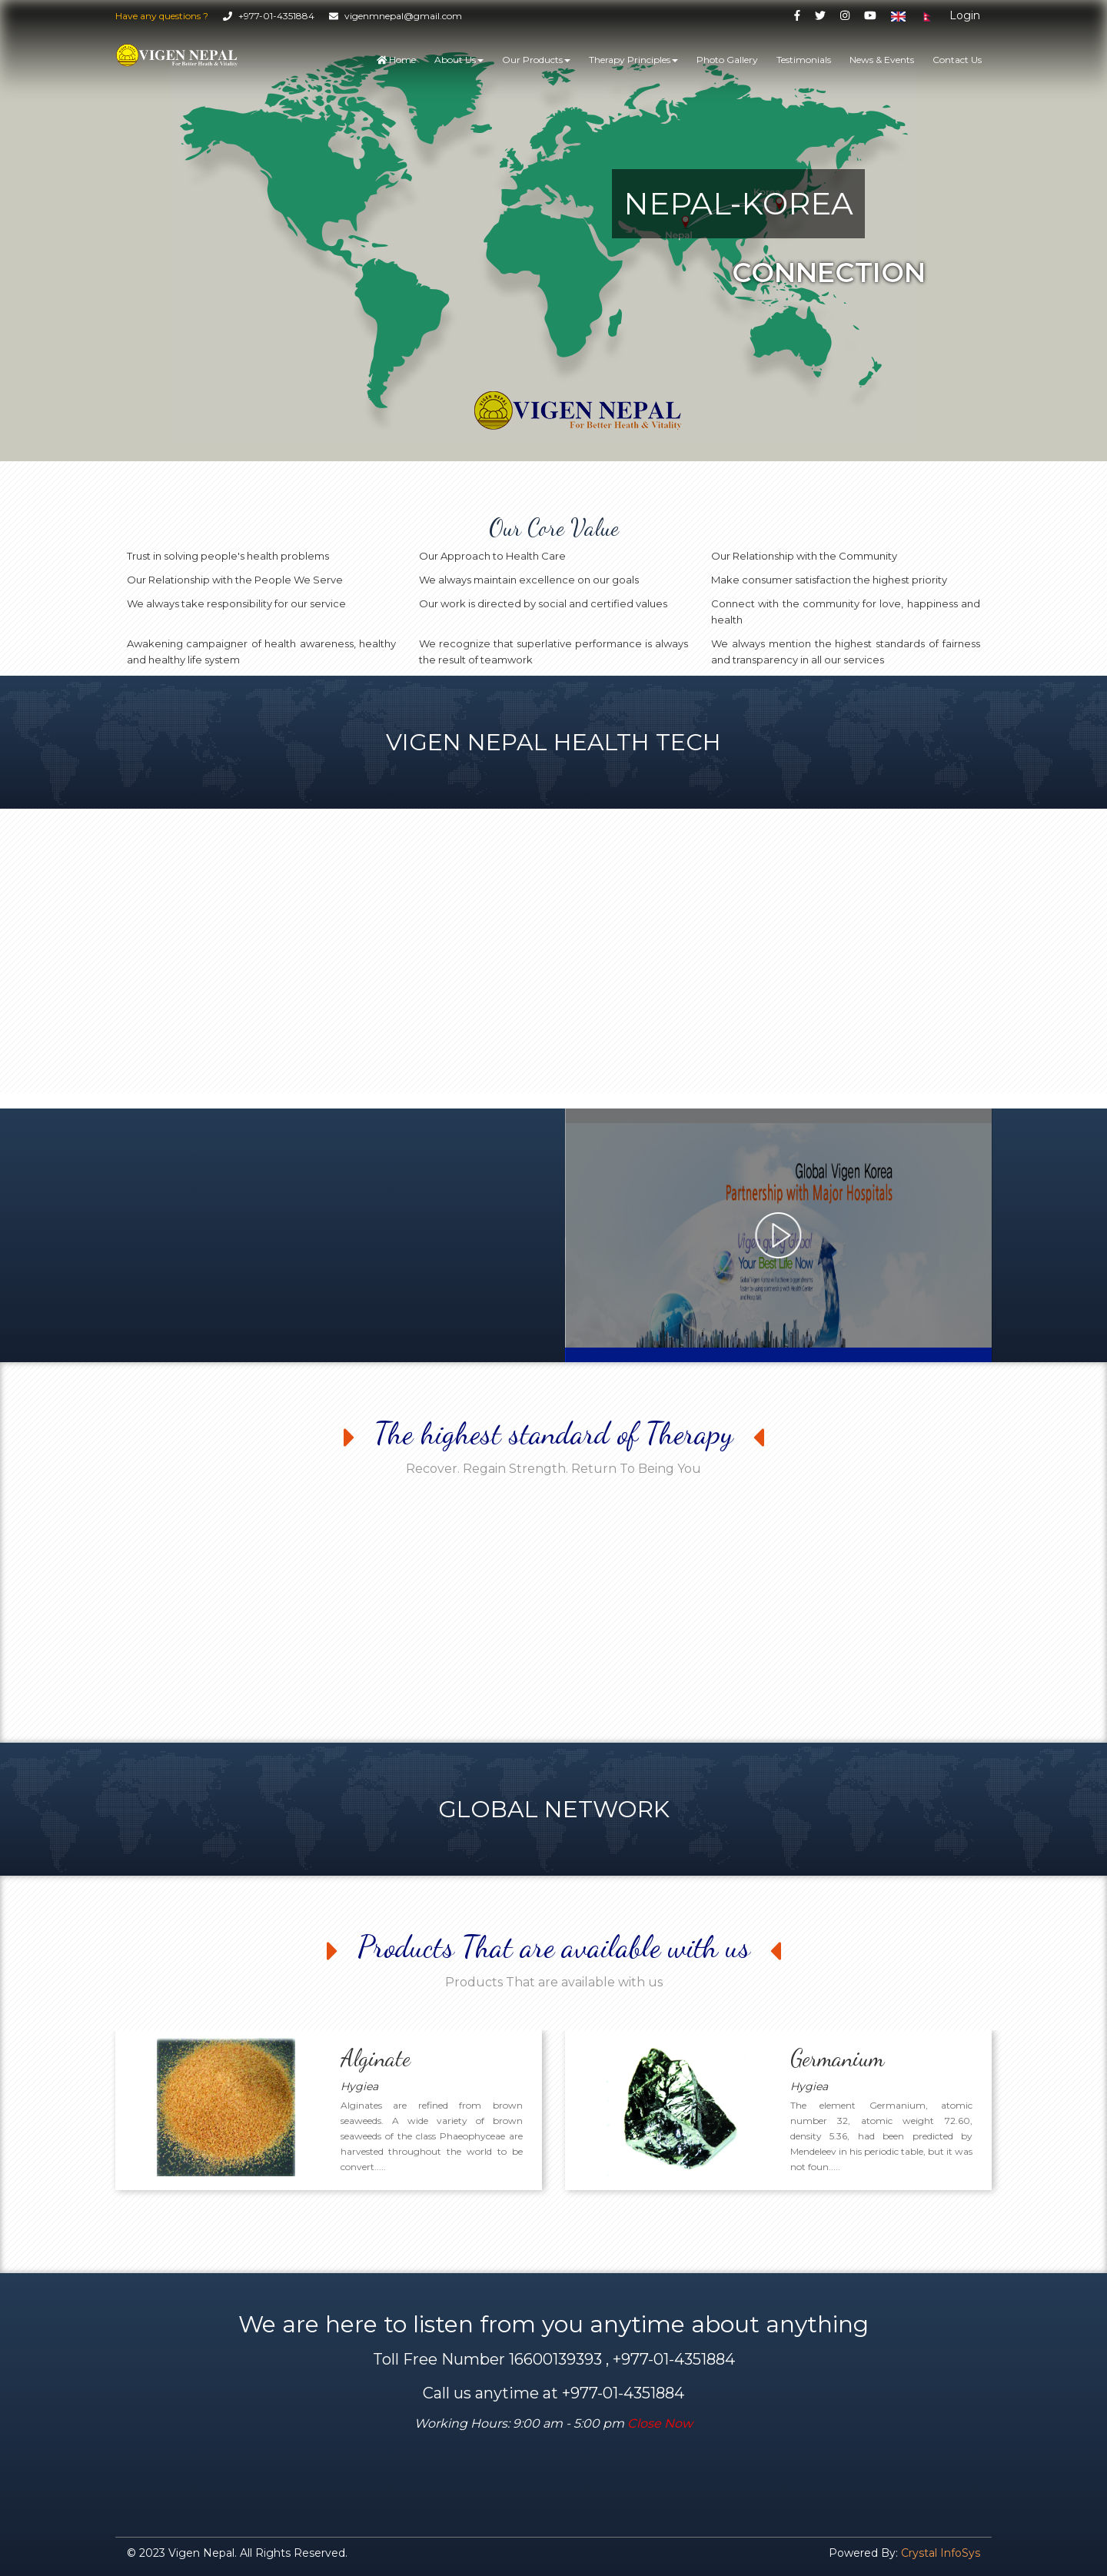 Have any questions ? +977-01-4351884 vigenmnepal@gmail.com Login
VIGEN NEPAL
For Better Heath & Vitality
Home About Us Our Products Therapy Principles Photo Gallery Testimonials News & Events Contact Us
Korea
NEPAL-KOREA
Nepal
CONNECTION
VIGEN NEPAL
For Better Heath & Vitality
Our Core Value
Trust in solving people's health problems
Our Approach to Health Care
Our Relationship with the Community
Our Relationship with the People We Serve
We always maintain excellence on our goals
Make consumer satisfaction the highest priority
We always take responsibility for our service
Our work is directed by social and certified values
Connect with the community for love, happiness and
health
Awakening campaigner of health awareness, healthy
and healthy life system
We recognize that superlative performance is always
the result of teamwork
We always mention the highest standards of fairness
and transparency in all our services
VIGEN NEPAL HEALTH TECH
Global Vigen Korea
Partnership with Major Hospitals
Vigen going Global
Your Best Life Now
The highest standard of Therapy
Recover. Regain Strength. Return To Being You
GLOBAL NETWORK
Products That are available with us
Products That are available with us
Alginate
Hygiea
Alginates are refined from brown
seaweeds. A wide variety of brown
seaweeds of the class Phaeophyceae are
harvested throughout the world to be
convert.....
Germanium
Hygiea
The element Germanium, atomic
number 32, atomic weight 72.60,
density 5.36, had been predicted by
Mendeleev in his periodic table, but it was
not foun.....
We are here to listen from you anytime about anything
Toll Free Number 16600139393 , +977-01-4351884
Call us anytime at +977-01-4351884
Working Hours: 9:00 am - 5:00 pm Close Now
© 2023 Vigen Nepal. All Rights Reserved.
Powered By: Crystal InfoSys